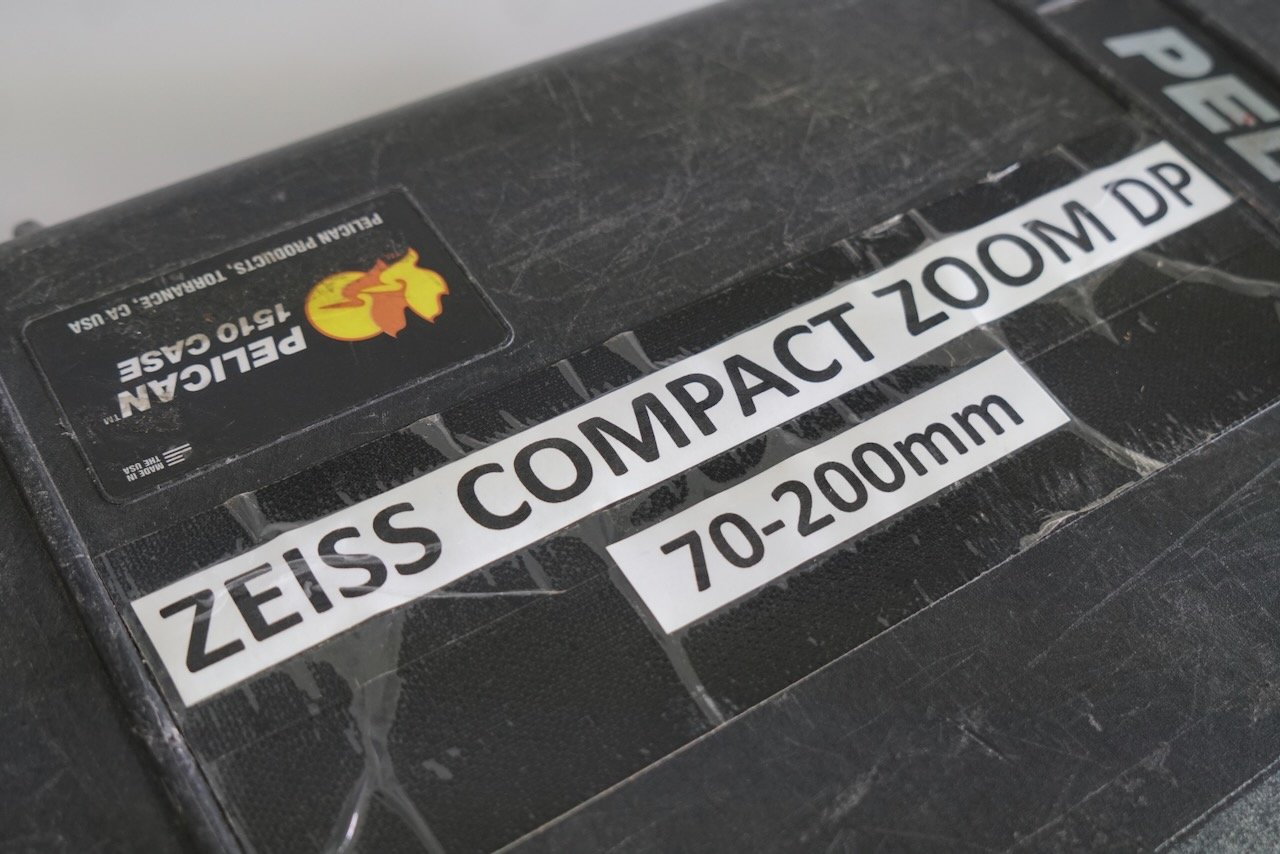 PEL
ZEISS COMPACT ZOOM DP
70-200mm
PELICAN PRODUCTS, TORRANCE, CA USA
1510 CASE
PELICAN™
MADE IN
THE USA